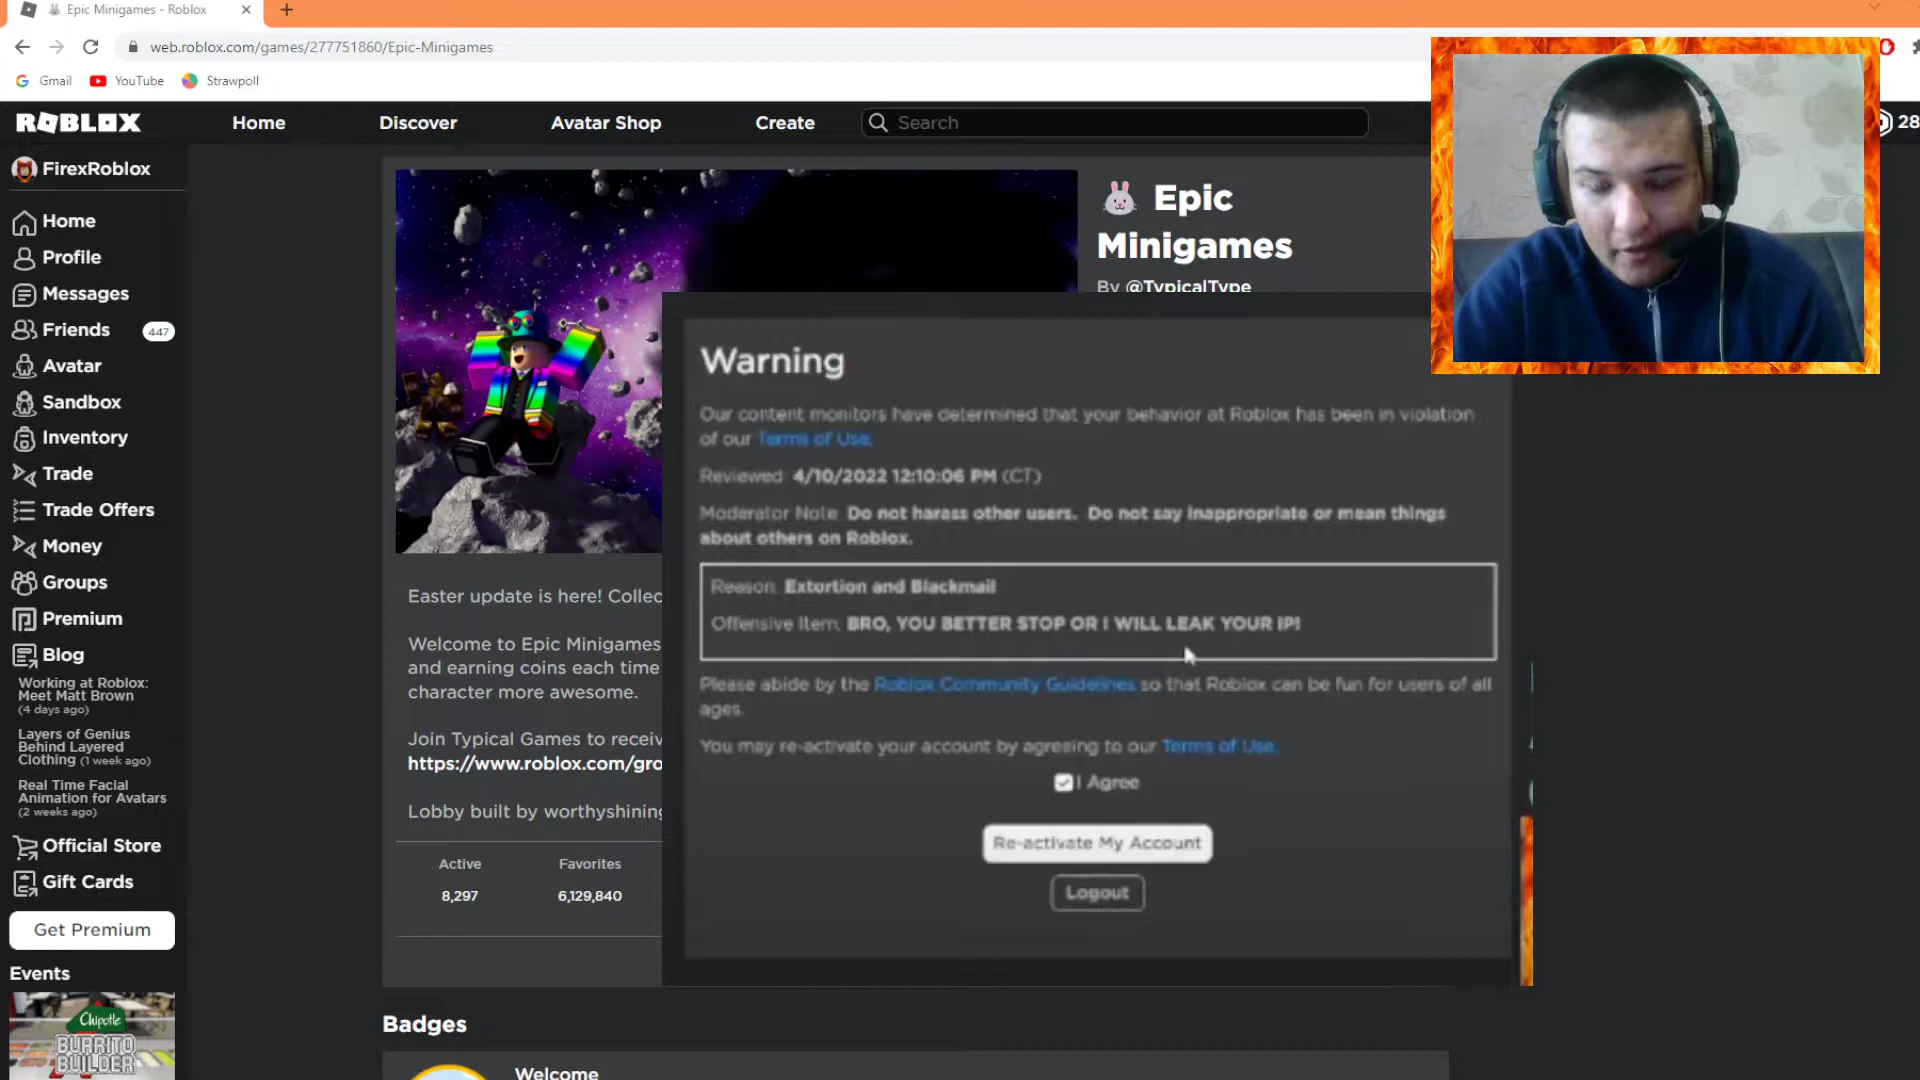 Epic Minigames - Roblox
web.roblox.com/games/277751860/Epic-Minigames
Gmail YouTube Strawpoll
ROBLOX Home Discover Avatar Shop Create Search 28
FirexRoblox
Home
Profile
Messages
Friends 447
Avatar
Sandbox
Inventory
Trade
Trade Offers
Money
Groups
Premium
Blog
Working at Roblox:
Meet Matt Brown
(4 days ago)
Layers of Genius
Behind Layered
Clothing (1 week ago)
Real Time Facial
Animation for Avatars
(2 weeks ago)
Official Store
Gift Cards
Get Premium
Events
Chipotle
BURRITO
BUILDER
Epic
Minigames
By @TypicalType
Easter update is here! Collec
Welcome to Epic Minigames
and earning coins each time
character more awesome.
Join Typical Games to receiv
https://www.roblox.com/gro
Lobby built by worthyshining
Active Favorites
8,297 6,129,840
Badges
Welcome
Warning
Our content monitors have determined that your behavior at Roblox has been in violation
of our Terms of Use.
Reviewed: 4/10/2022 12:10:06 PM (CT)
Moderator Note: Do not harass other users. Do not say inappropriate or mean things
about others on Roblox.
Reason: Extortion and Blackmail
Offensive Item: BRO, YOU BETTER STOP OR I WILL LEAK YOUR IP!
Please abide by the Roblox Community Guidelines so that Roblox can be fun for users of all
ages.
You may re-activate your account by agreeing to our Terms of Use.
I Agree
Re-activate My Account
Logout